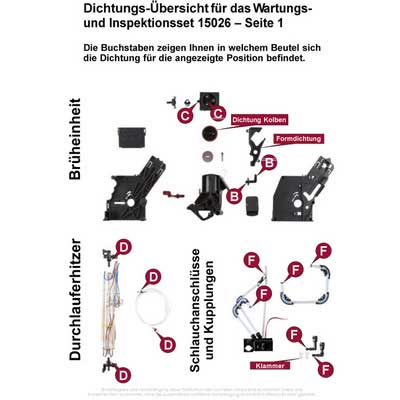 Dichtungs-Übersicht für das Wartungs-
und Inspektionsset 15026 – Seite 1
Die Buchstaben zeigen Ihnen in welchem Beutel sich
die Dichtung für die angezeigte Position befindet.
Brüheinheit
C
C
Dichtung Kolben
Formdichtung
B
B
Durchlauferhitzer
D
D
D
Schlauchanschlüsse
und Kupplungen
F
F
F
F
F
F
Klammer